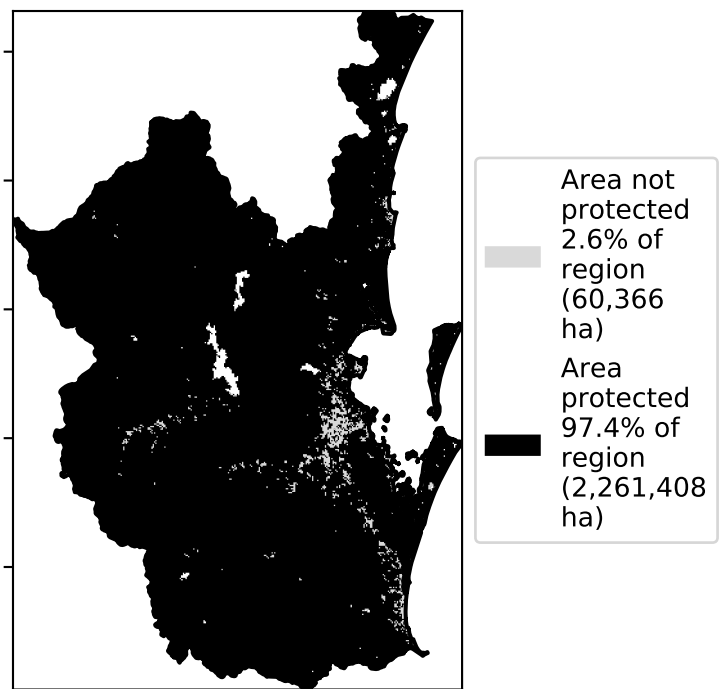 Area not
protected
2.6% of
region
(60,366
ha)
Area
protected
97.4% of
region
(2,261,408
ha)